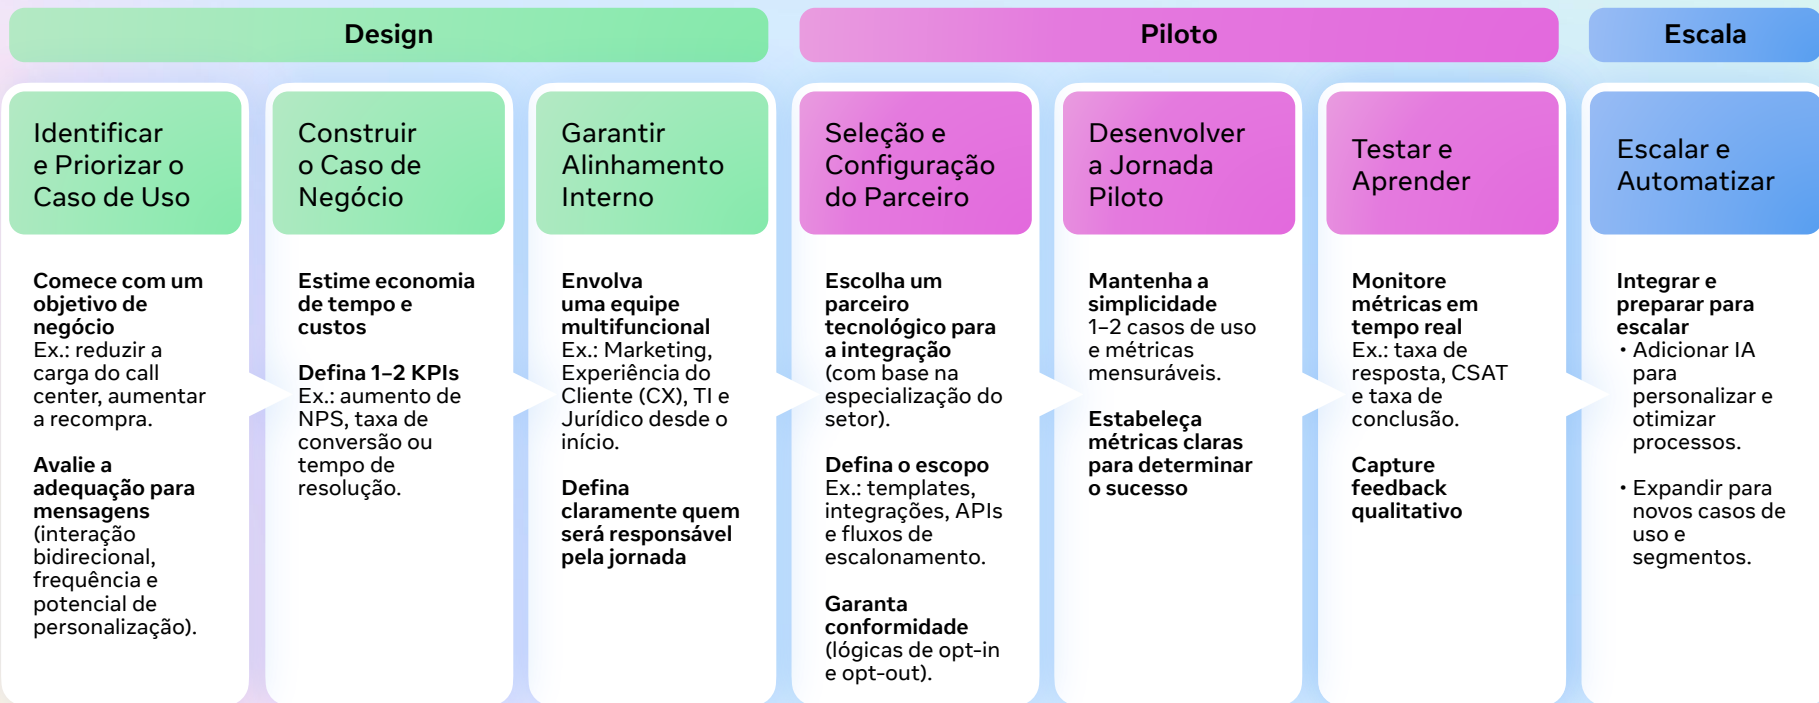 Design
Piloto
Escala
Identificar
e Priorizar o
Caso de Uso
Comece com um
objetivo de
negócio
Ex.: reduzir a
carga do call
center, aumentar
a recompra.
Avalie a
adequação para
mensagens
(interação
bidirecional,
frequência e
potencial de
personalização).
Construir
o Caso de
Negócio
Estime economia
de tempo e
custos
Defina 1–2 KPIs
Ex.: aumento de
NPS, taxa de
conversão ou
tempo de
resolução.
Garantir
Alinhamento
Interno
Envolva
uma equipe
multifuncional
Ex.: Marketing,
Experiência do
Cliente (CX), TI e
Jurídico desde o
início.
Defina
claramente quem
será responsável
pela jornada
Seleção e
Configuração
do Parceiro
Escolha um
parceiro
tecnológico para
a integração
(com base na
especialização do
setor).
Defina o escopo
Ex.: templates,
integrações, APIs
e fluxos de
escalonamento.
Garanta
conformidade
(lógicas de opt-in
e opt-out).
Desenvolver
a Jornada
Piloto
Mantenha a
simplicidade
1–2 casos de uso
e métricas
mensuráveis.
Estabeleça
métricas claras
para determinar
o sucesso
Testar e
Aprender
Monitore
métricas em
tempo real
Ex.: taxa de
resposta, CSAT
e taxa de
conclusão.
Capture
feedback
qualitativo
Escalar e
Automatizar
Integrar e
preparar para
escalar
• Adicionar IA
para
personalizar e
otimizar
processos.
• Expandir para
novos casos de
uso e
segmentos.